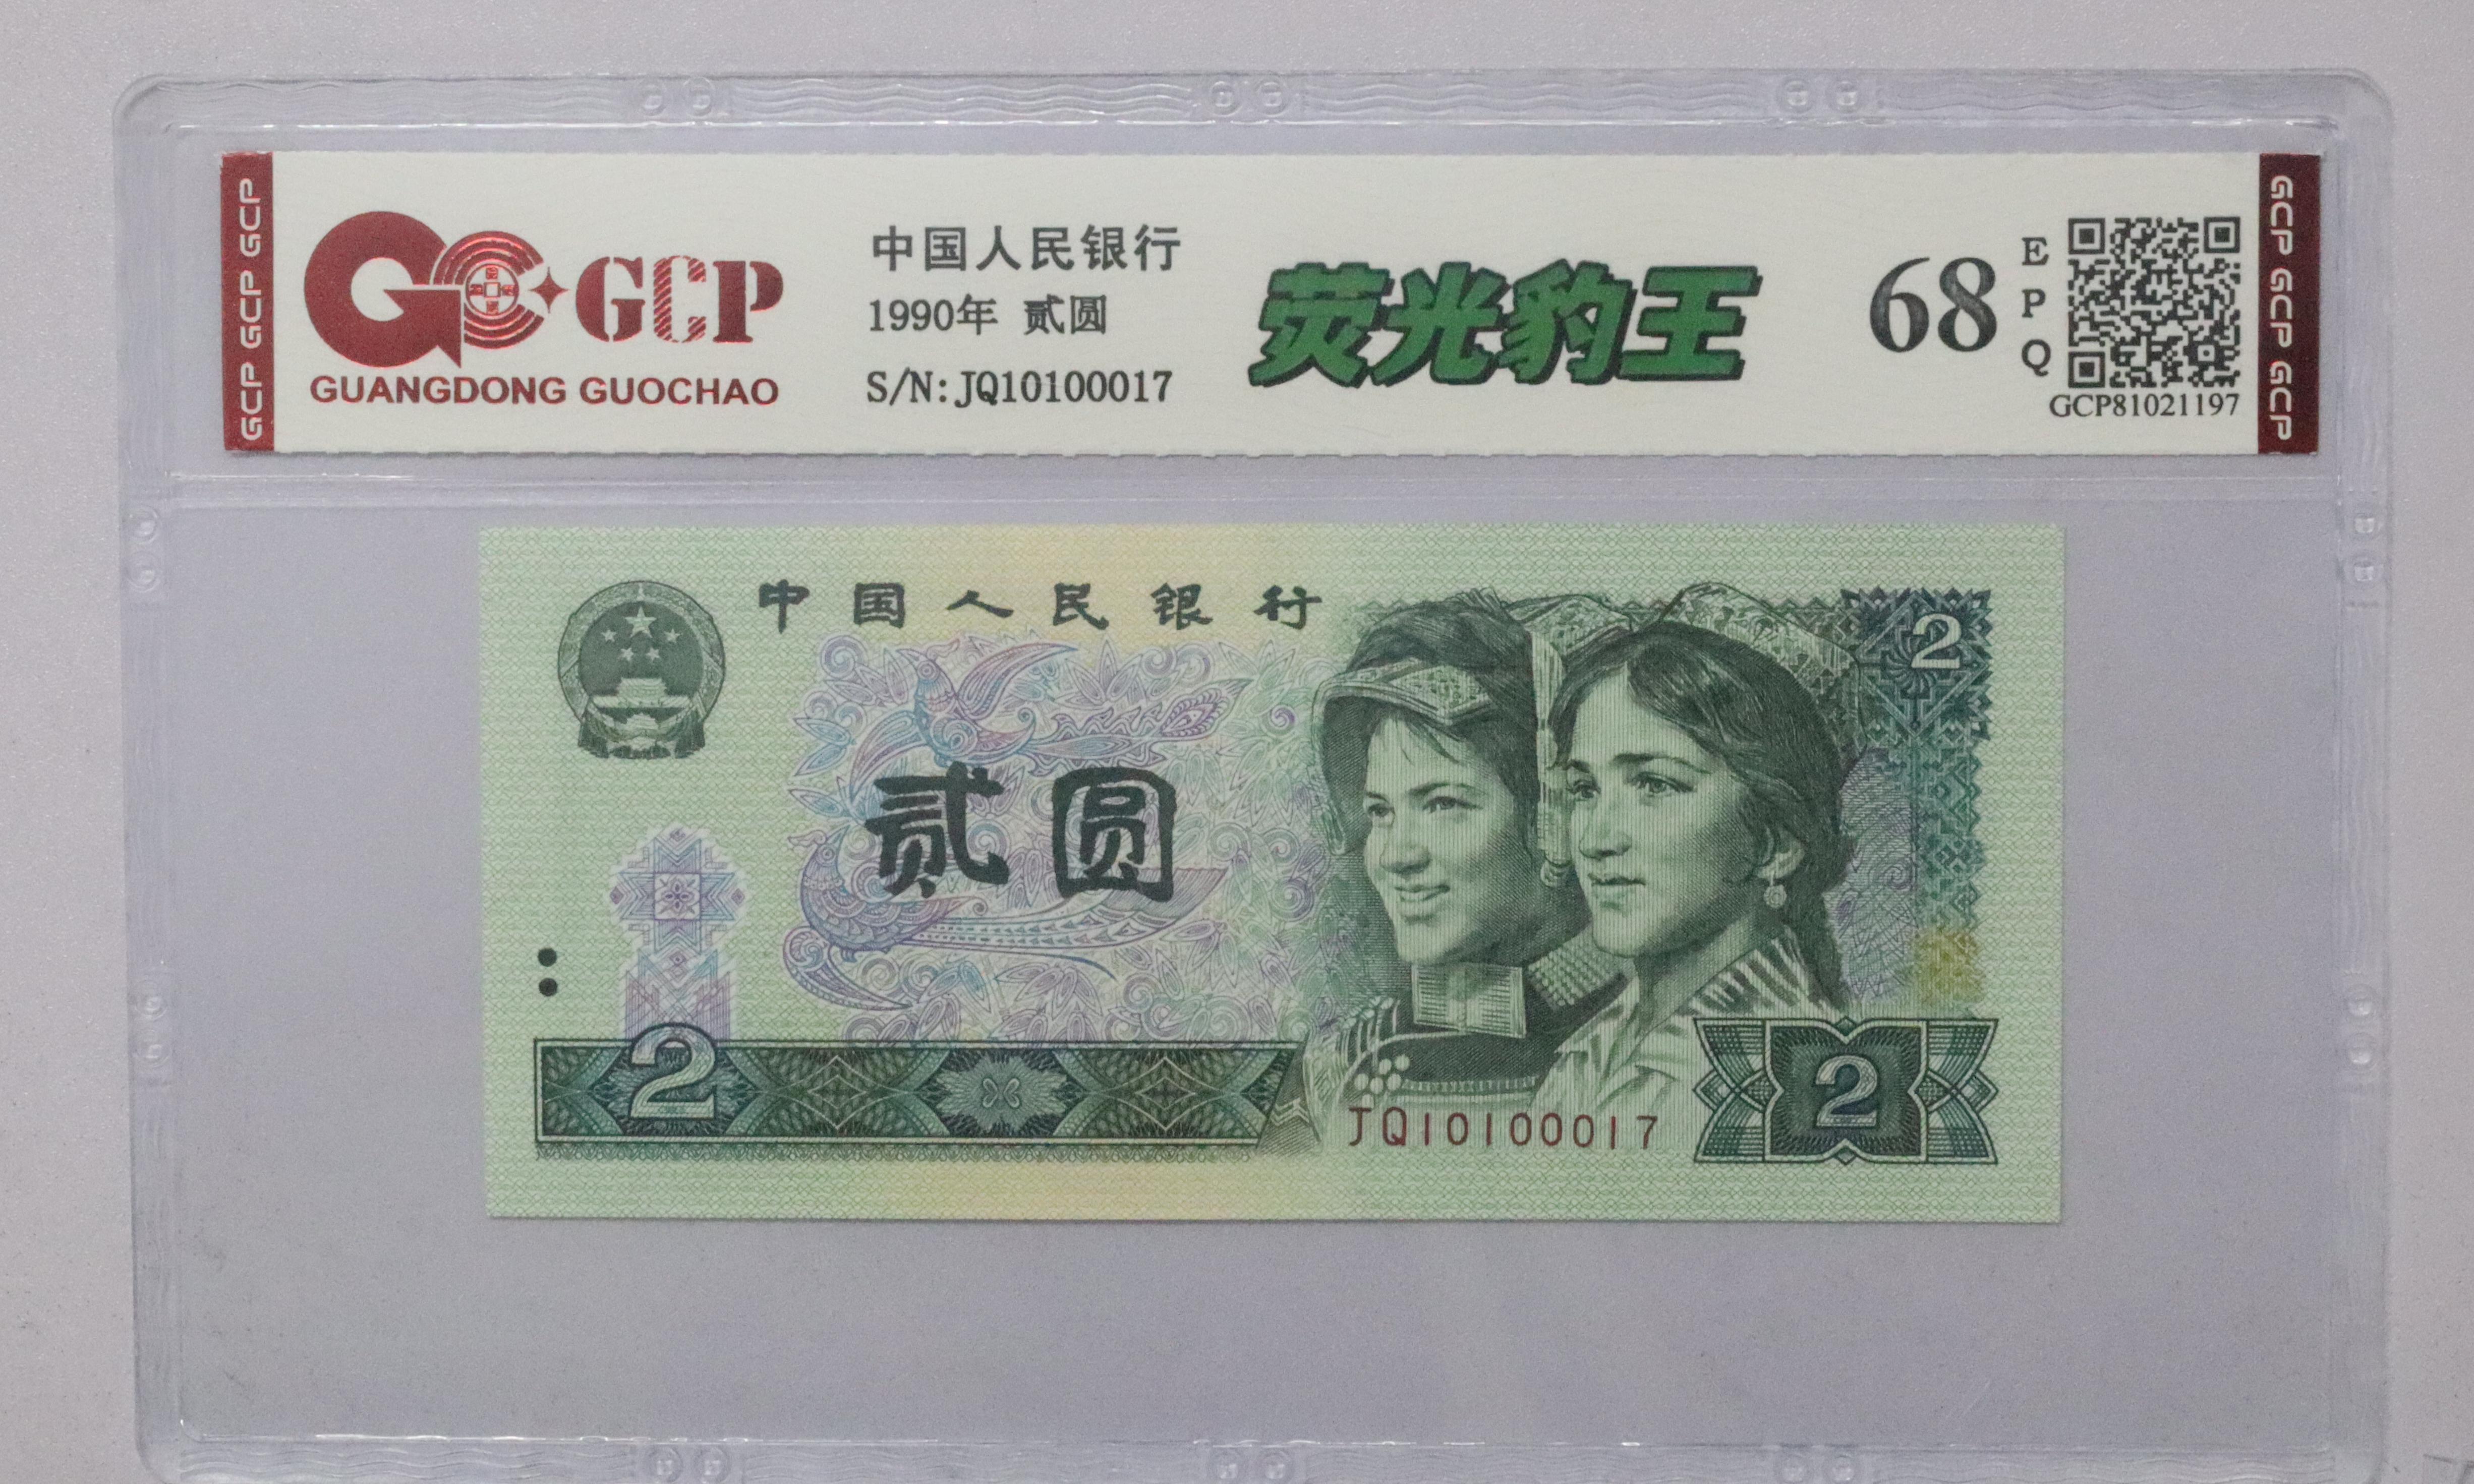 GCP GCP GCP
GCP
GUANGDONG GUOCHAO
中国人民银行
1990年 贰圆
S/N:JQ10100017
荧光豹王
68
EPQ
GCP81021197
GCP GCP GCP
中国人民银行
2
贰圆
2
JQ10100017
2